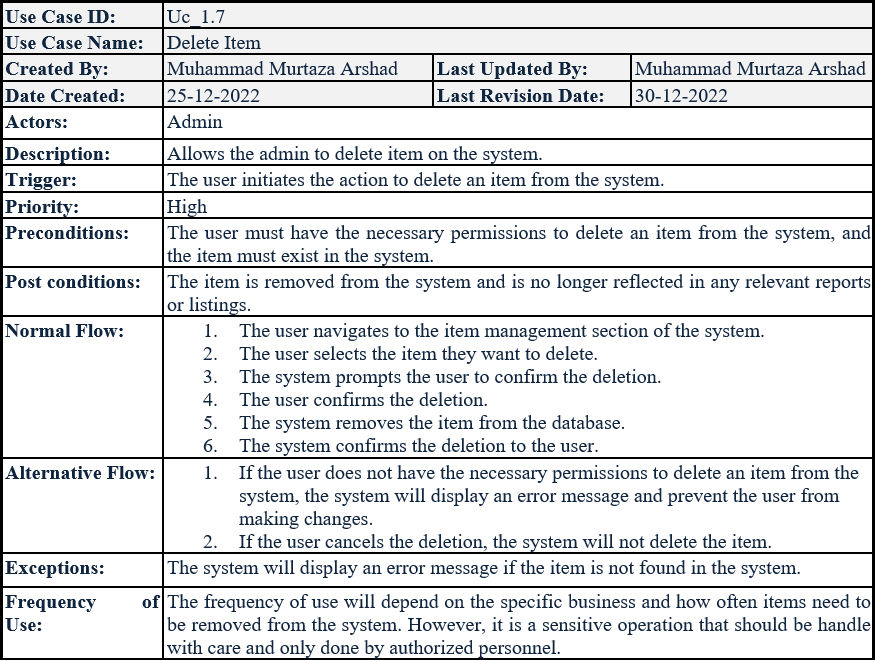 Use Case ID: Uc_1.7
Use Case Name: Delete Item
Created By: Muhammad Murtaza Arshad Last Updated By: Muhammad Murtaza Arshad
Date Created: 25-12-2022 Last Revision Date: 30-12-2022
Actors: Admin
Description: Allows the admin to delete item on the system.
Trigger: The user initiates the action to delete an item from the system.
Priority: High
Preconditions: The user must have the necessary permissions to delete an item from the system, and
the item must exist in the system.
Post conditions: The item is removed from the system and is no longer reflected in any relevant reports
or listings.
Normal Flow: 1. The user navigates to the item management section of the system.
2. The user selects the item they want to delete.
3. The system prompts the user to confirm the deletion.
4. The user confirms the deletion.
5. The system removes the item from the database.
6. The system confirms the deletion to the user.
Alternative Flow: 1. If the user does not have the necessary permissions to delete an item from the
system, the system will display an error message and prevent the user from
making changes.
2. If the user cancels the deletion, the system will not delete the item.
Exceptions: The system will display an error message if the item is not found in the system.
Frequency of The frequency of use will depend on the specific business and how often items need to
Use: be removed from the system. However, it is a sensitive operation that should be handle
with care and only done by authorized personnel.